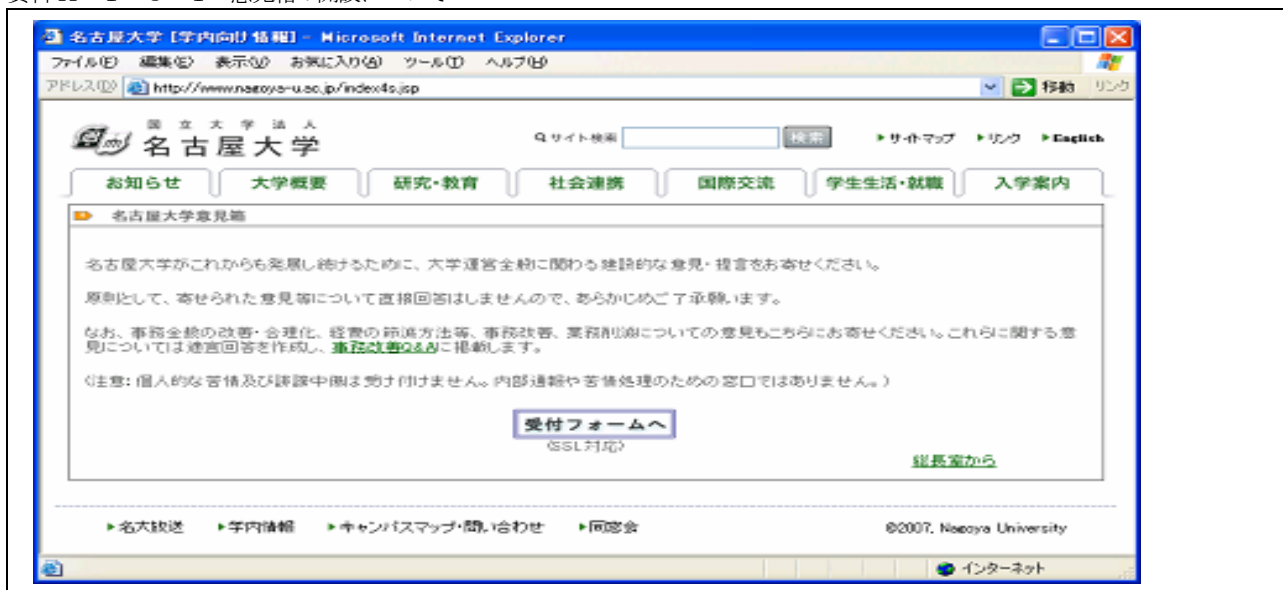 名古屋大学 [学内向け情報] - Microsoft Internet Explorer
ファイル(F) 編集(E) 表示(V) お気に入り(A) ツール(T) ヘルプ(H)
アドレス(D) http://www.nagoya-u.ac.jp/index4s.jsp 移動 リンク
国立大学法人
名古屋大学
サイト検索 検索 サイトマップ リンク English
お知らせ 大学概要 研究・教育 社会連携 国際交流 学生生活・就職 入学案内
名古屋大学意見箱
名古屋大学がこれからも発展し続けるために、大学運営全般に関わる建設的な意見・提言をお寄せください。
原則として、寄せられた意見等について直接回答はしませんので、あらかじめご了承願います。
なお、事務全般の改善・合理化、経費の節減方法等、事務改善、業務削減についての意見もこちらにお寄せください。これらに関する意
見については適宜回答を作成し、事務改善Q&Aに掲載します。
(注意: 個人的な苦情及び誹謗中傷は受け付けません。内部通報や苦情処理のための窓口ではありません。)
受付フォームへ
(SSL対応)
総長室から
名大放送 学内情報 キャンパスマップ・問い合わせ 同窓会 ©2007, Nagoya University
インターネット